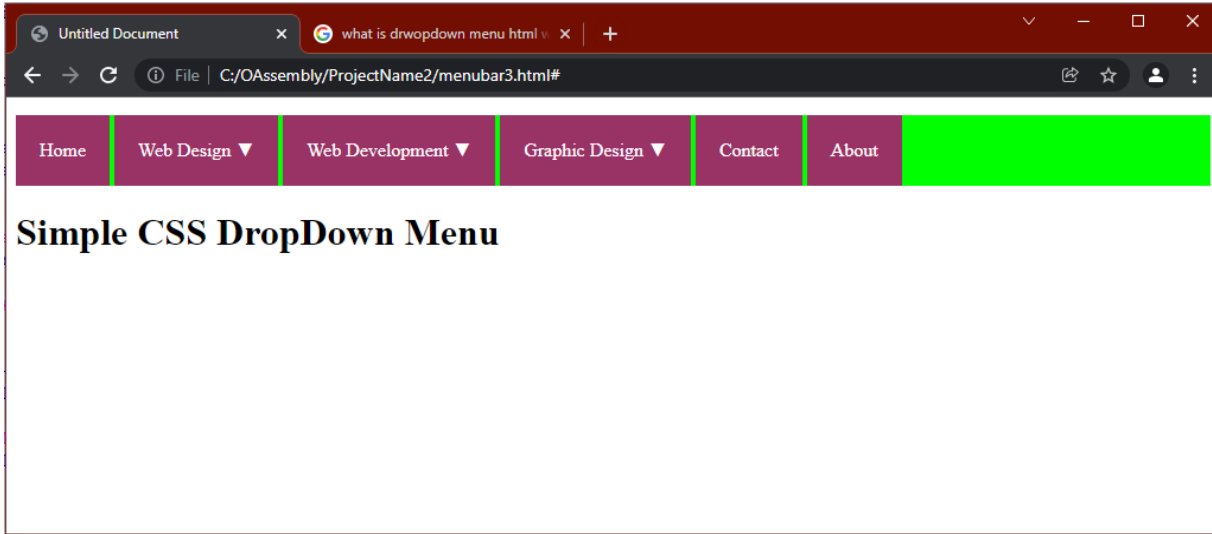 Untitled Document
what is drwopdown menu html
File
C:/OAssembly/ProjectName2/menubar3.html#
Home Web Design ▼ Web Development ▼ Graphic Design ▼ Contact About
Simple CSS DropDown Menu